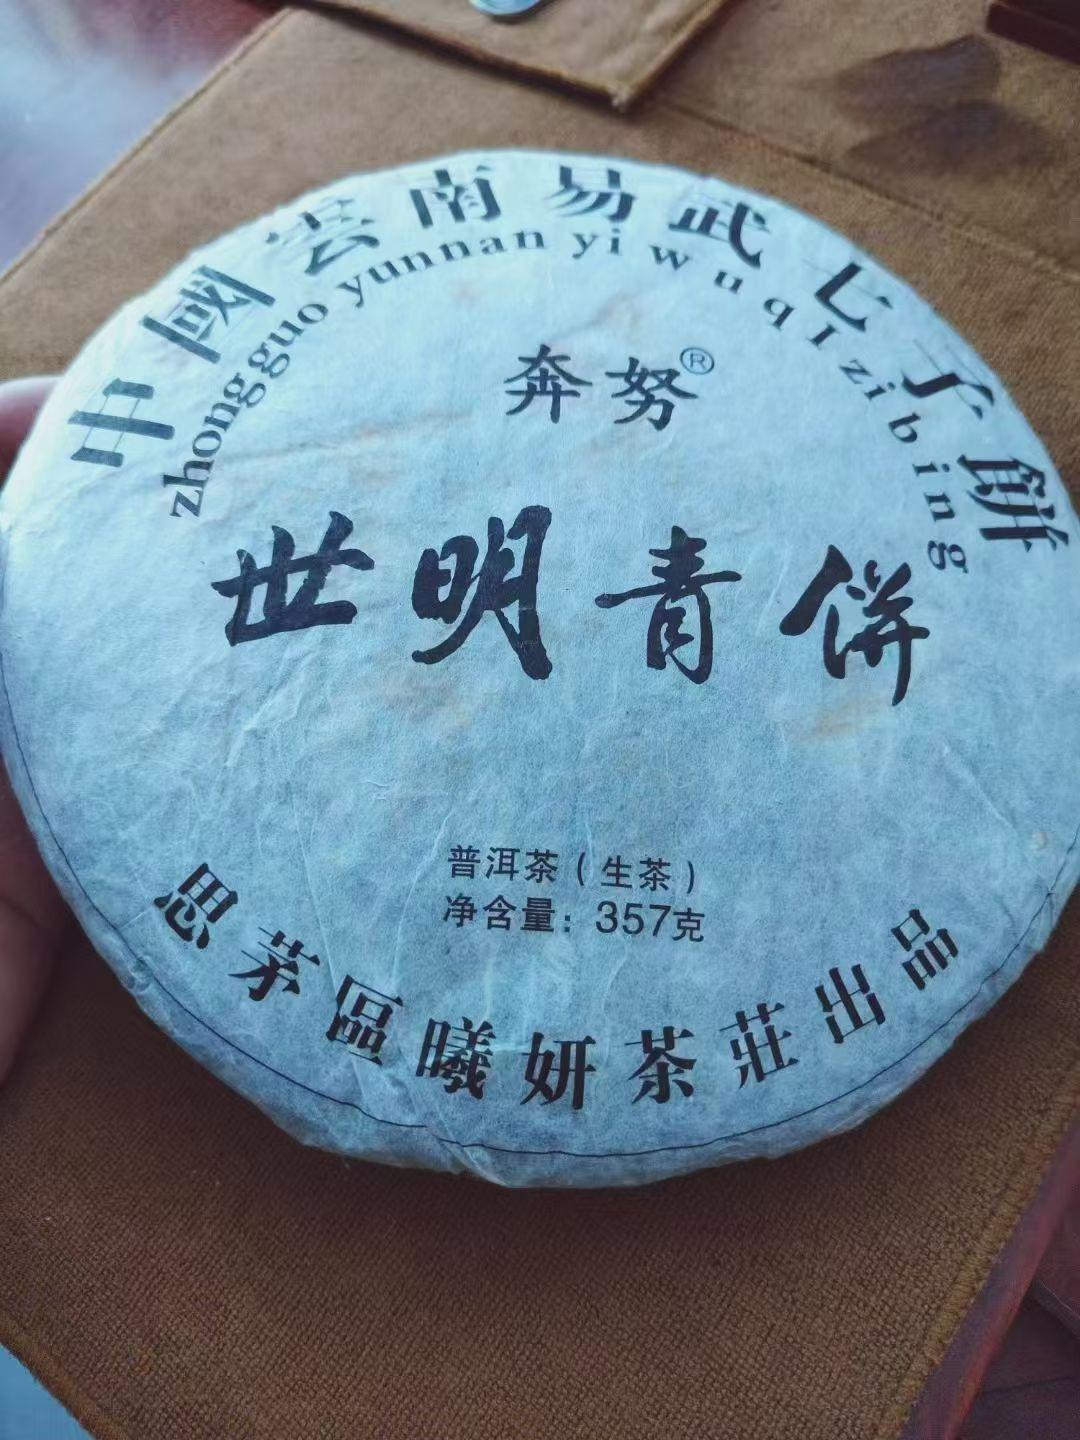 中國雲南易武七子餅
zhongguo yunnan yi wu qI zi bing
奔努®
世明青饼
普洱茶（生茶）
净含量：357克
思茅區曦妍茶莊出品